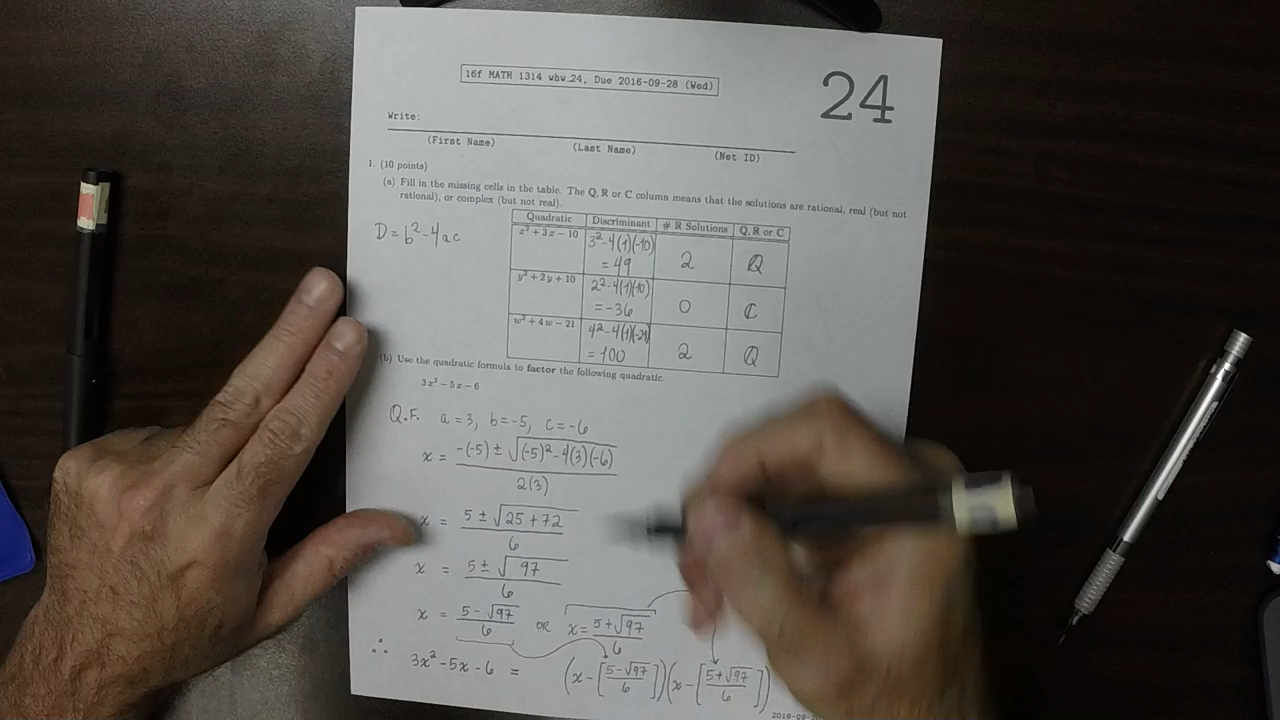 16f MATH 1314 wbw_24, Due 2016-09-28 (Wed)
24
Write:
(First Name) (Last Name) (Net ID)
1. (10 points)
(a) Fill in the missing cells in the table. The Q, R or C column means that the solutions are rational, real (but not
rational), or complex (but not real).
D = b² - 4ac
Quadratic Discriminant # R Solutions Q, R or C
x² + 3x − 10 3² - 4(1)(-10) = 49 2 Q
y² + 2y + 10 2² - 4(1)(10) = -36 0 C
w² + 4w − 21 4² - 4(1)(-21) = 100 2 Q
(b) Use the quadratic formula to factor the following quadratic.
3x² − 5x − 6
Q.F. a = 3, b = -5, c = -6
x = -(-5) ± √(-5)² - 4(3)(-6) / 2(3)
x = 5 ± √25 + 72 / 6
x = 5 ± √97 / 6
x = 5 - √97 / 6 OR x = 5 + √97 / 6
∴ 3x² - 5x - 6 = (x - [5 - √97 / 6])(x - [5 + √97 / 6])
2016-09-